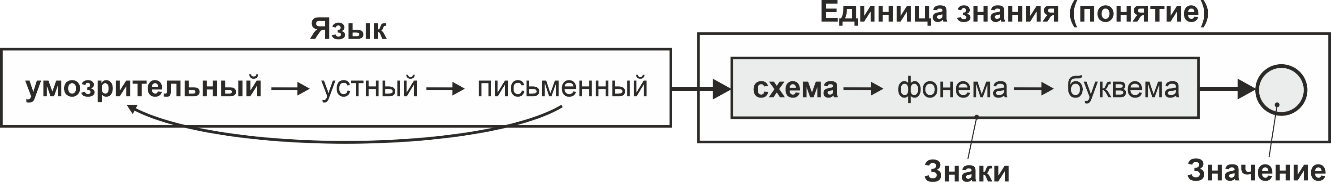 Язык
Единица знания (понятие)
умозрительный устный письменный
схема фонема буквема
Знаки
Значение